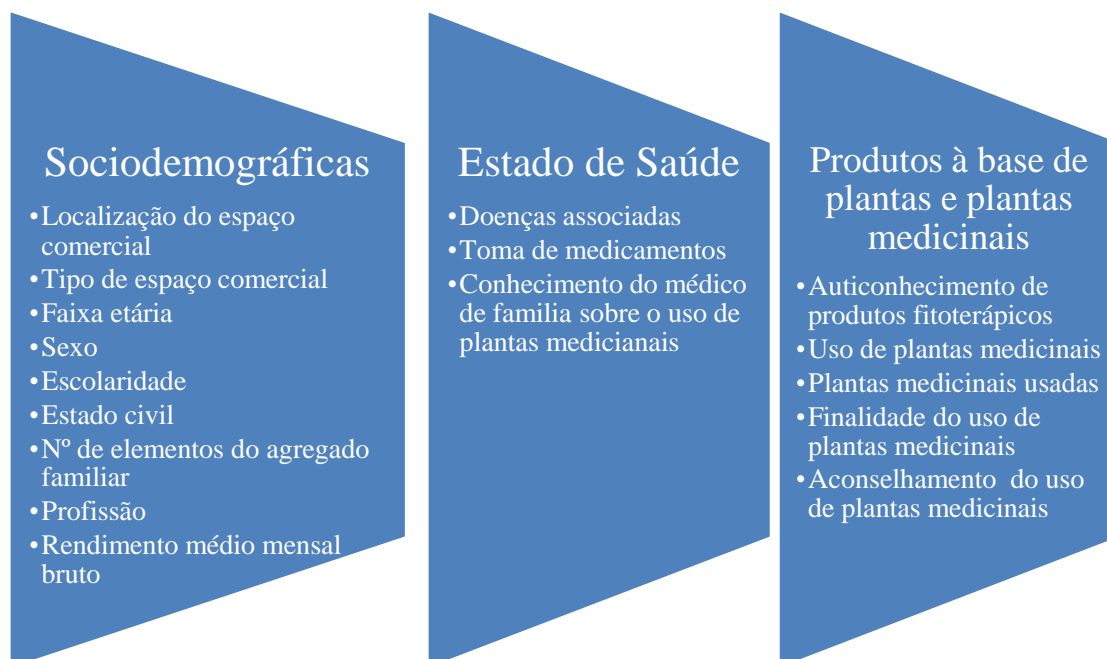 Sociodemográficas
•Localização do espaço
comercial
•Tipo de espaço comercial
•Faixa etária
•Sexo
•Escolaridade
•Estado civil
•Nº de elementos do agregado
familiar
•Profissão
•Rendimento médio mensal
bruto
Estado de Saúde
•Doenças associadas
•Toma de medicamentos
•Conhecimento do médico
de familia sobre o uso de
plantas medicianais
Produtos à base de
plantas e plantas
medicinais
•Auticonhecimento de
produtos fitoterápicos
•Uso de plantas medicinais
•Plantas medicinais usadas
•Finalidade do uso de
plantas medicinais
•Aconselhamento do uso
de plantas medicinais